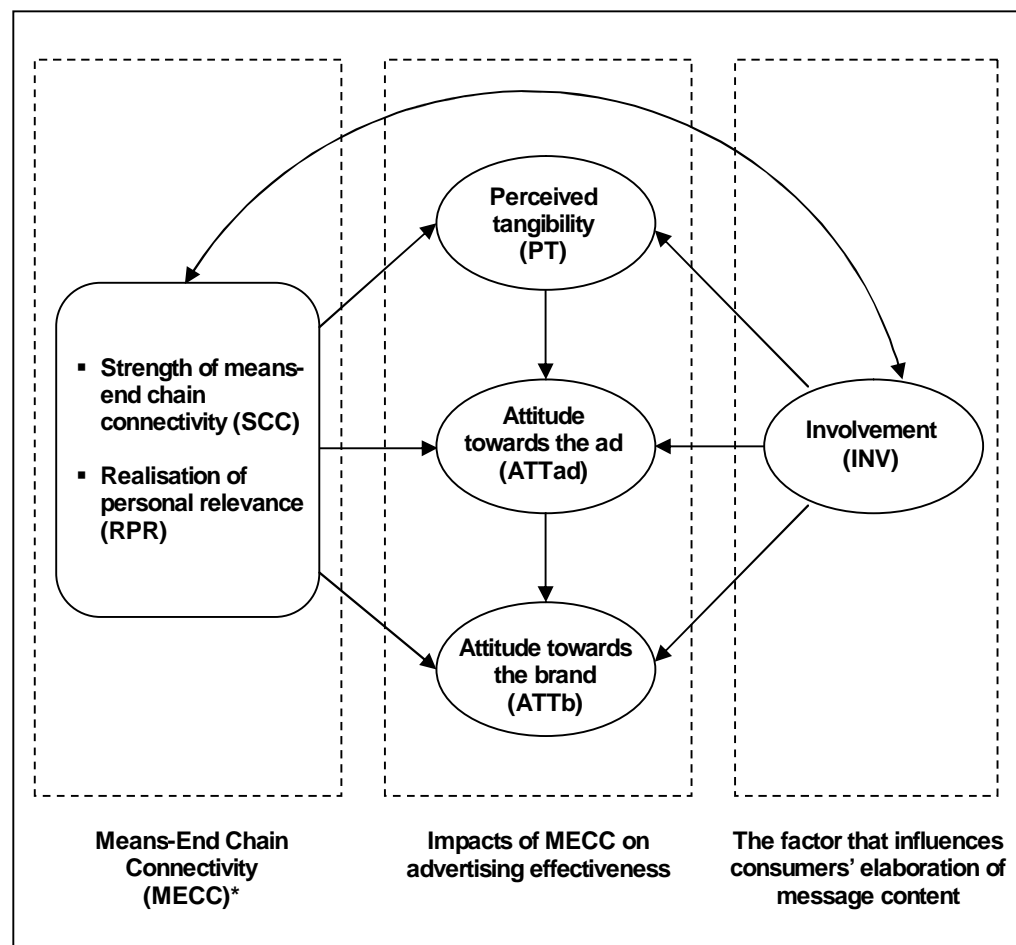 Perceived
tangibility
(PT)
▪ Strength of means-
end chain
connectivity (SCC)
▪ Realisation of
personal relevance
(RPR)
Attitude
towards the ad
(ATTad)
Involvement
(INV)
Attitude towards
the brand
(ATTb)
Means-End Chain
Connectivity
(MECC)*
Impacts of MECC on
advertising effectiveness
The factor that influences
consumers’ elaboration of
message content